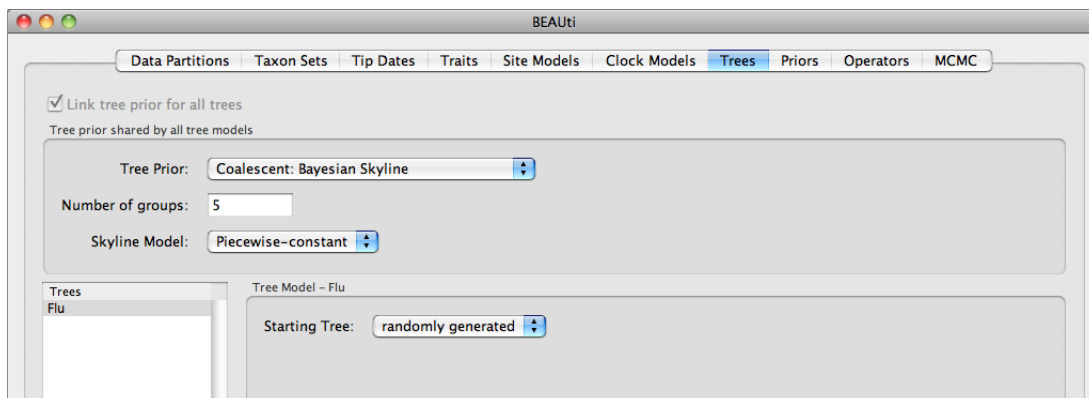 BEAUti
Data Partitions Taxon Sets Tip Dates Traits Site Models Clock Models Trees Priors Operators MCMC
Link tree prior for all trees
Tree prior shared by all tree models
Tree Prior: Coalescent: Bayesian Skyline
Number of groups: 5
Skyline Model: Piecewise-constant
Trees
Flu
Tree Model – Flu
Starting Tree: randomly generated